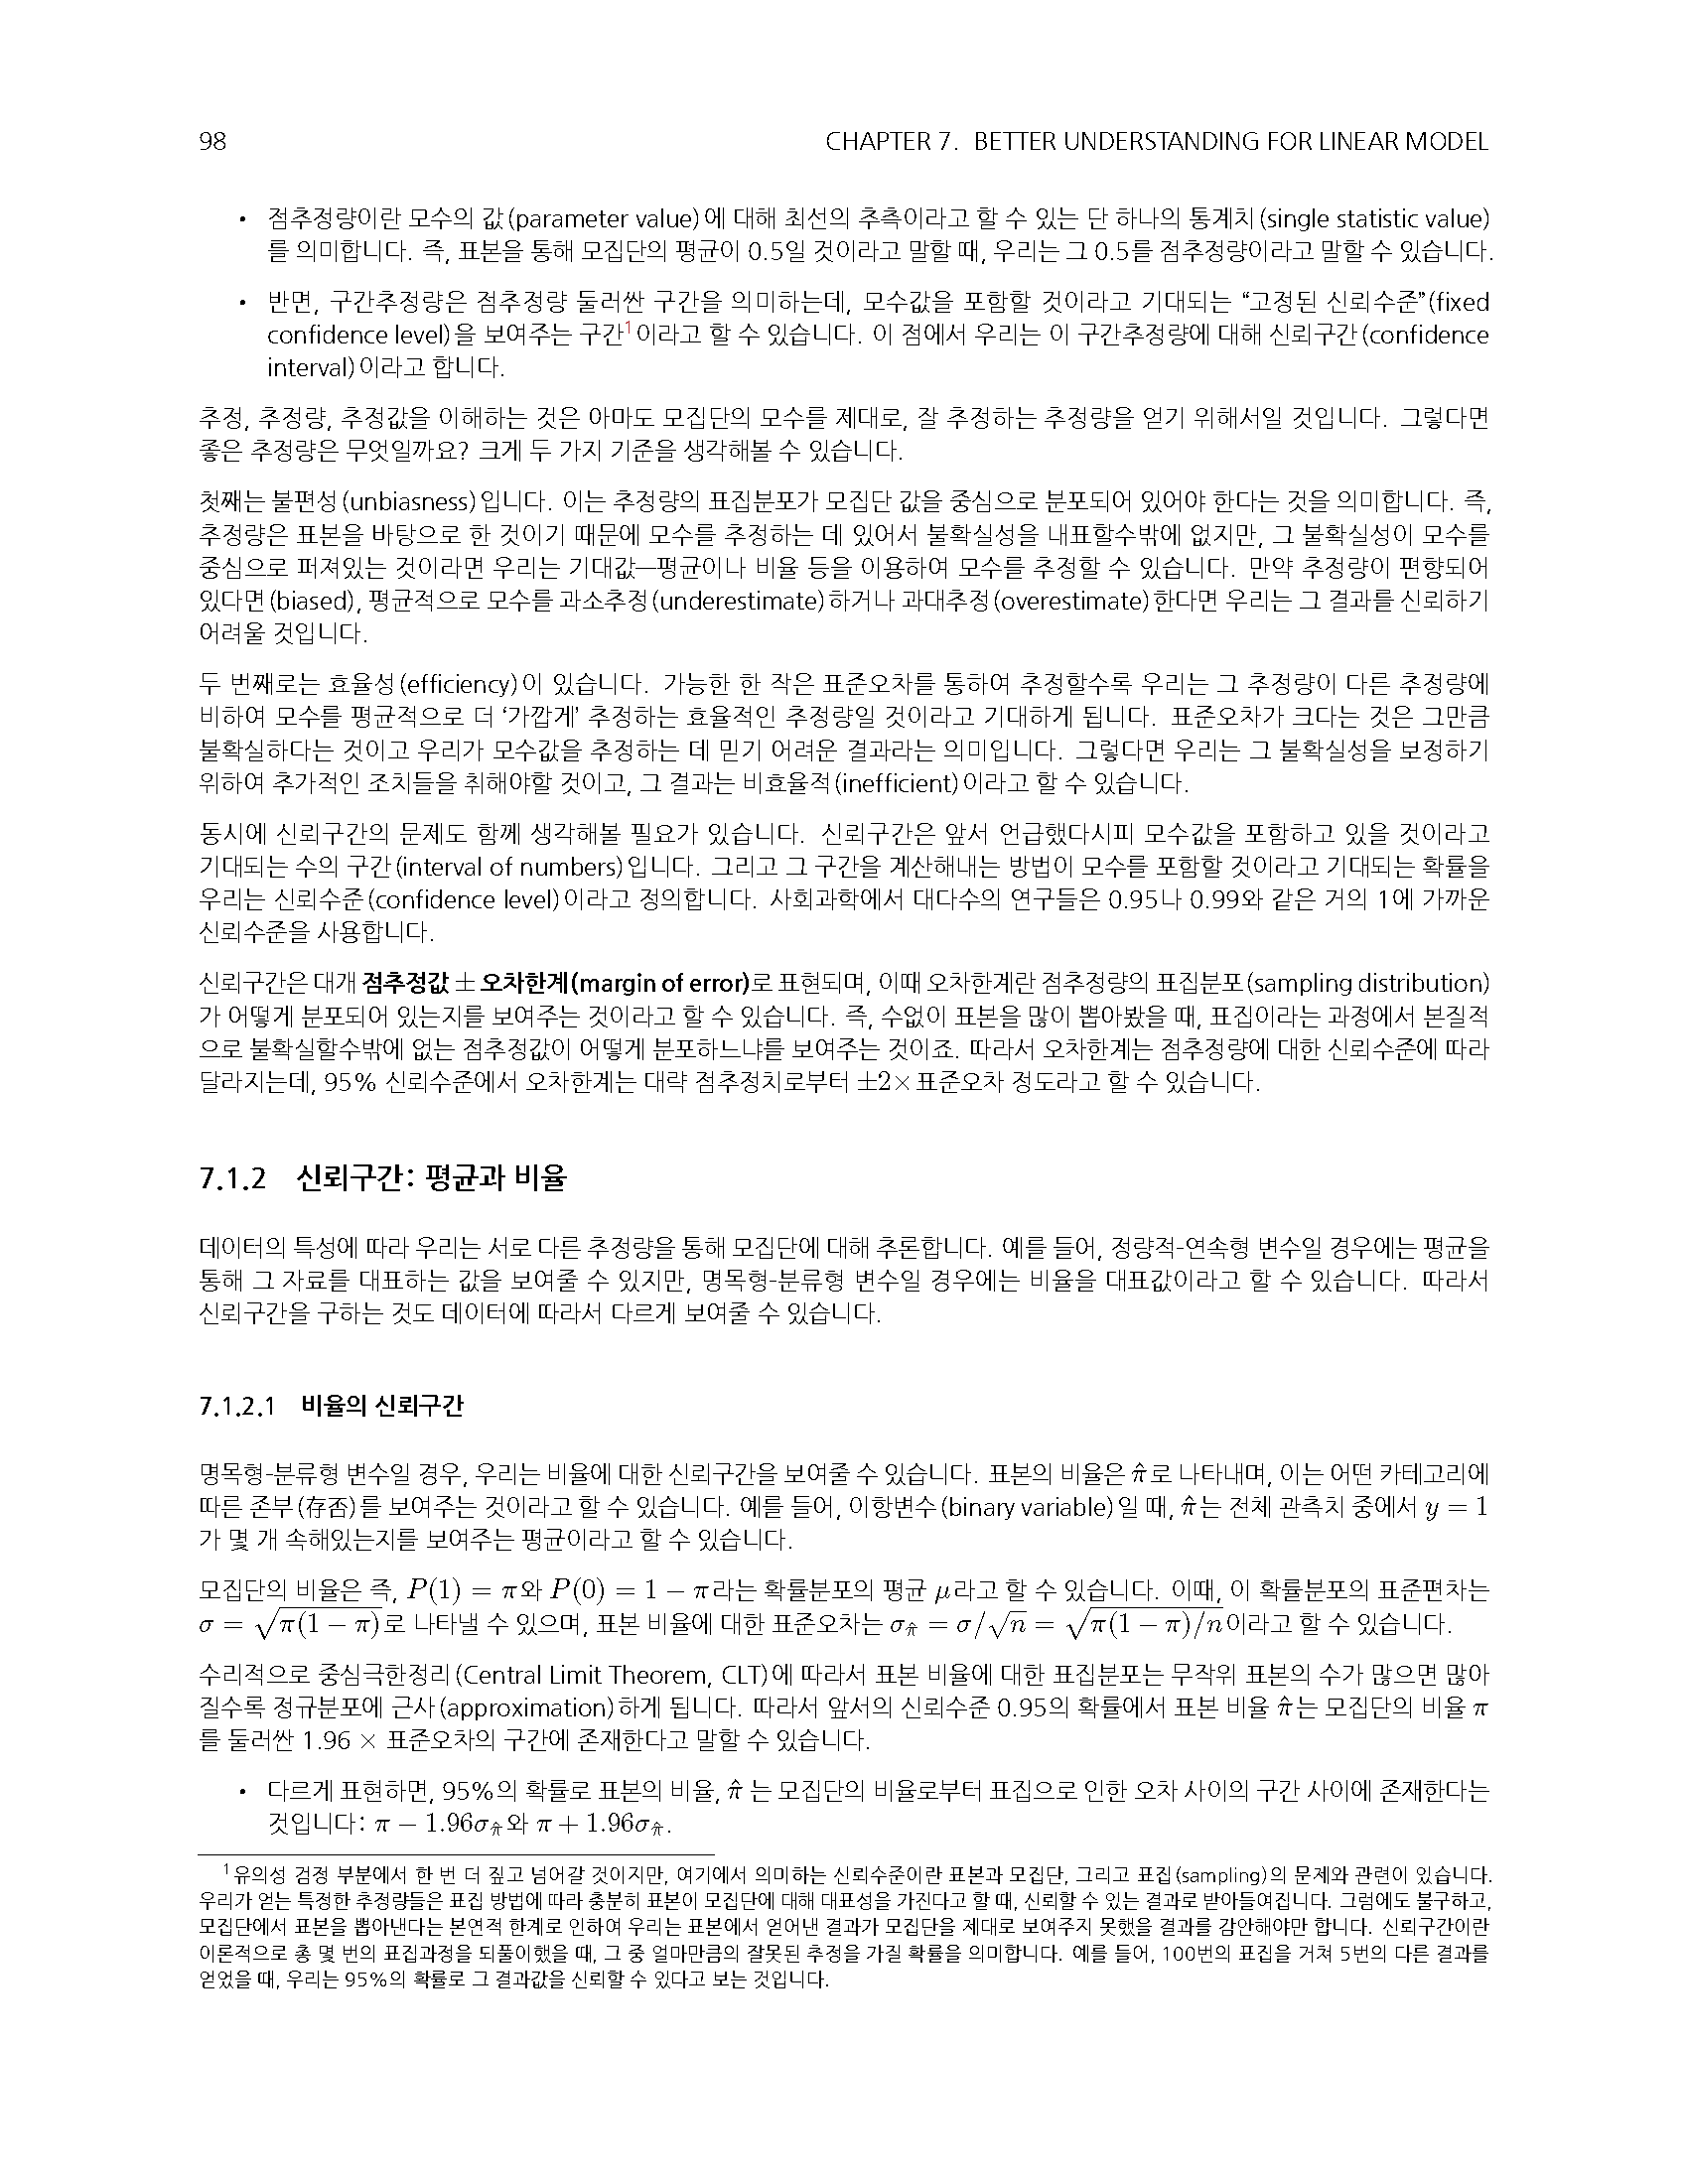 98 CHAPTER 7. BETTER UNDERSTANDING FOR LINEAR MODEL
• 점추정량이란 모수의 값(parameter value)에 대해 최선의 추측이라고 할 수 있는 단 하나의 통계치(single statistic value)
를 의미합니다. 즉, 표본을 통해 모집단의 평균이 0.5일 것이라고 말할 때, 우리는 그 0.5를 점추정량이라고 말할 수 있습니다.
• 반면, 구간추정량은 점추정량 둘러싼 구간을 의미하는데, 모수값을 포함할 것이라고 기대되는 “고정된 신뢰수준”(fixed
confidence level)을 보여주는 구간¹이라고 할 수 있습니다. 이 점에서 우리는 이 구간추정량에 대해 신뢰구간(confidence
interval)이라고 합니다.
추정, 추정량, 추정값을 이해하는 것은 아마도 모집단의 모수를 제대로, 잘 추정하는 추정량을 얻기 위해서일 것입니다. 그렇다면
좋은 추정량은 무엇일까요? 크게 두 가지 기준을 생각해볼 수 있습니다.
첫째는 불편성(unbiasness)입니다. 이는 추정량의 표집분포가 모집단 값을 중심으로 분포되어 있어야 한다는 것을 의미합니다. 즉,
추정량은 표본을 바탕으로 한 것이기 때문에 모수를 추정하는 데 있어서 불확실성을 내표할수밖에 없지만, 그 불확실성이 모수를
중심으로 퍼져있는 것이라면 우리는 기대값—평균이나 비율 등을 이용하여 모수를 추정할 수 있습니다. 만약 추정량이 편향되어
있다면(biased), 평균적으로 모수를 과소추정(underestimate)하거나 과대추정(overestimate)한다면 우리는 그 결과를 신뢰하기
어려울 것입니다.
두 번째로는 효율성(efficiency)이 있습니다. 가능한 한 작은 표준오차를 통하여 추정할수록 우리는 그 추정량이 다른 추정량에
비하여 모수를 평균적으로 더 ‘가깝게’ 추정하는 효율적인 추정량일 것이라고 기대하게 됩니다. 표준오차가 크다는 것은 그만큼
불확실하다는 것이고 우리가 모수값을 추정하는 데 믿기 어려운 결과라는 의미입니다. 그렇다면 우리는 그 불확실성을 보정하기
위하여 추가적인 조치들을 취해야할 것이고, 그 결과는 비효율적(inefficient)이라고 할 수 있습니다.
동시에 신뢰구간의 문제도 함께 생각해볼 필요가 있습니다. 신뢰구간은 앞서 언급했다시피 모수값을 포함하고 있을 것이라고
기대되는 수의 구간(interval of numbers)입니다. 그리고 그 구간을 계산해내는 방법이 모수를 포함할 것이라고 기대되는 확률을
우리는 신뢰수준(confidence level)이라고 정의합니다. 사회과학에서 대다수의 연구들은 0.95나 0.99와 같은 거의 1에 가까운
신뢰수준을 사용합니다.
신뢰구간은 대개 점추정값 ± 오차한계(margin of error)로 표현되며, 이때 오차한계란 점추정량의 표집분포(sampling distribution)
가 어떻게 분포되어 있는지를 보여주는 것이라고 할 수 있습니다. 즉, 수없이 표본을 많이 뽑아봤을 때, 표집이라는 과정에서 본질적
으로 불확실할수밖에 없는 점추정값이 어떻게 분포하느냐를 보여주는 것이죠. 따라서 오차한계는 점추정량에 대한 신뢰수준에 따라
달라지는데, 95% 신뢰수준에서 오차한계는 대략 점추정치로부터 ±2× 표준오차 정도라고 할 수 있습니다.
7.1.2 신뢰구간: 평균과 비율
데이터의 특성에 따라 우리는 서로 다른 추정량을 통해 모집단에 대해 추론합니다. 예를 들어, 정량적-연속형 변수일 경우에는 평균을
통해 그 자료를 대표하는 값을 보여줄 수 있지만, 명목형-분류형 변수일 경우에는 비율을 대표값이라고 할 수 있습니다. 따라서
신뢰구간을 구하는 것도 데이터에 따라서 다르게 보여줄 수 있습니다.
7.1.2.1 비율의 신뢰구간
명목형-분류형 변수일 경우, 우리는 비율에 대한 신뢰구간을 보여줄 수 있습니다. 표본의 비율은 π̂로 나타내며, 이는 어떤 카테고리에
따른 존부(存否)를 보여주는 것이라고 할 수 있습니다. 예를 들어, 이항변수(binary variable)일 때, π̂는 전체 관측치 중에서 y = 1
가 몇 개 속해있는지를 보여주는 평균이라고 할 수 있습니다.
모집단의 비율은 즉, P(1) = π와 P(0) = 1 − π라는 확률분포의 평균 μ라고 할 수 있습니다. 이때, 이 확률분포의 표준편차는
σ = √π(1 − π)로 나타낼 수 있으며, 표본 비율에 대한 표준오차는 σπ̂ = σ/√n = √π(1 − π)/n이라고 할 수 있습니다.
수리적으로 중심극한정리(Central Limit Theorem, CLT)에 따라서 표본 비율에 대한 표집분포는 무작위 표본의 수가 많으면 많아
질수록 정규분포에 근사(approximation)하게 됩니다. 따라서 앞서의 신뢰수준 0.95의 확률에서 표본 비율 π̂는 모집단의 비율 π
를 둘러싼 1.96 × 표준오차의 구간에 존재한다고 말할 수 있습니다.
• 다르게 표현하면, 95%의 확률로 표본의 비율, π̂ 는 모집단의 비율로부터 표집으로 인한 오차 사이의 구간 사이에 존재한다는
것입니다: π − 1.96σπ̂와 π + 1.96σπ̂.
¹유의성 검정 부분에서 한 번 더 짚고 넘어갈 것이지만, 여기에서 의미하는 신뢰수준이란 표본과 모집단, 그리고 표집(sampling)의 문제와 관련이 있습니다.
우리가 얻는 특정한 추정량들은 표집 방법에 따라 충분히 표본이 모집단에 대해 대표성을 가진다고 할 때, 신뢰할 수 있는 결과로 받아들여집니다. 그럼에도 불구하고,
모집단에서 표본을 뽑아낸다는 본연적 한계로 인하여 우리는 표본에서 얻어낸 결과가 모집단을 제대로 보여주지 못했을 결과를 감안해야만 합니다. 신뢰구간이란
이론적으로 총 몇 번의 표집과정을 되풀이했을 때, 그 중 얼마만큼의 잘못된 추정을 가질 확률을 의미합니다. 예를 들어, 100번의 표집을 거쳐 5번의 다른 결과를
얻었을 때, 우리는 95%의 확률로 그 결과값을 신뢰할 수 있다고 보는 것입니다.